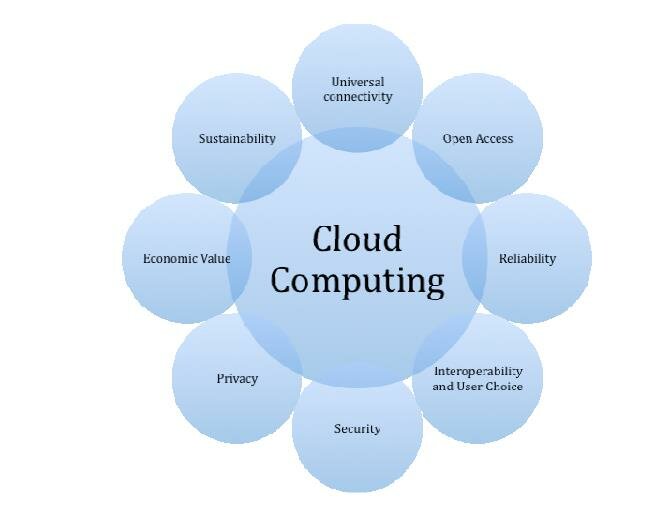 Universal
connectivity
Sustainability
Open Access
Cloud
Computing
Economic Value
Reliability
Privacy
Interoperability
and User Choice
Security